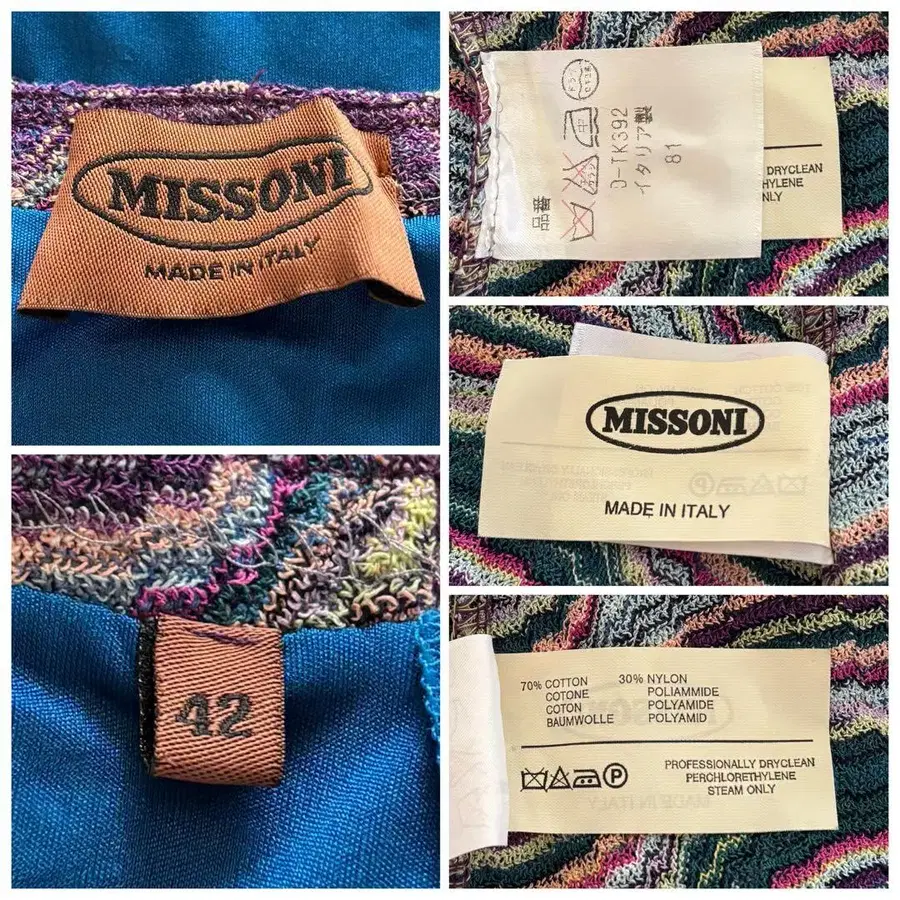 MISSONI
MADE IN ITALY
42
D-TK392
イタリア製
81
品番
DRYCLEAN
HYLENE
NLY
MISSONI
MADE IN ITALY
70% COTTON 30% NYLON
COTONE POLIAMMIDE
COTON POLYAMIDE
BAUMWOLLE POLYAMID
PROFESSIONALLY DRYCLEAN
PERCHLORETHYLENE
STEAM ONLY
P